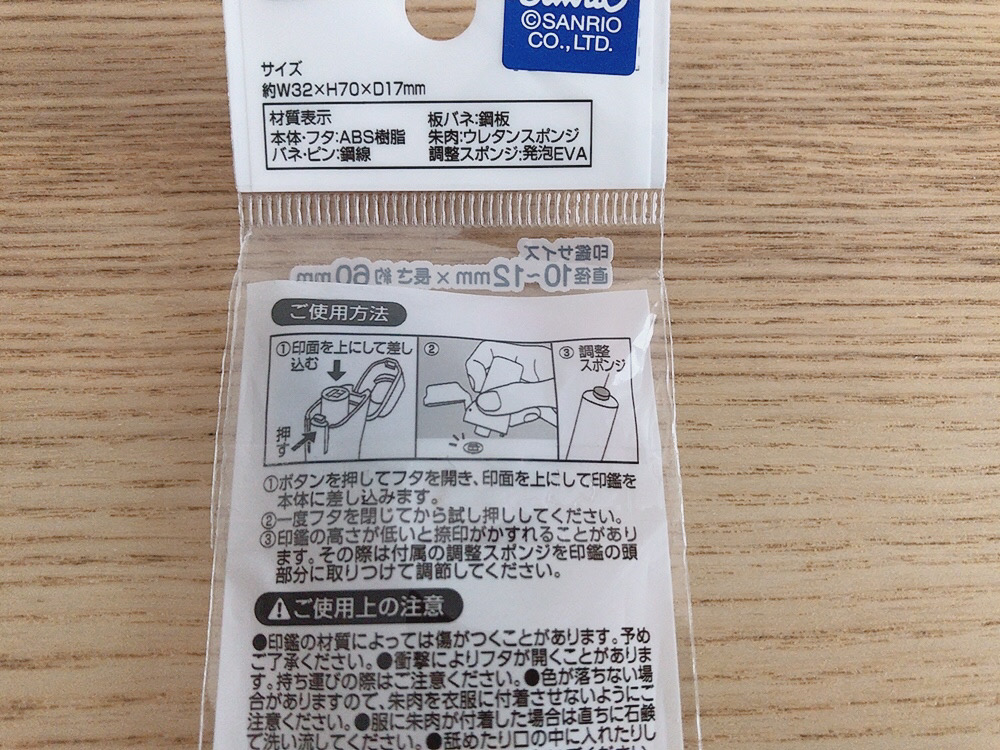 ©SANRIO
CO.,LTD.
サイズ
約W32×H70×D17mm
材質表示
本体・フタ:ABS樹脂
バネ・ピン:鋼線
板バネ:鋼板
朱肉:ウレタンスポンジ
調整スポンジ:発泡EVA
印鑑サイズ
直径10~12mm×長さ約60mm
ご使用方法
①印面を上にして差し
込む
押
す
②
③調整
スポンジ
①ボタンを押してフタを開き、印面を上にして印鑑を
本体に差し込みます。
②一度フタを閉じてから試し押ししてください。
③印鑑の高さが低いと捺印がかすれることがあり
ます。その際は付属の調整スポンジを印鑑の頭
部分に取りつけて調節してください。
ご使用上の注意
●印鑑の材質によっては傷がつくことがあります。予め
ご了承ください。●衝撃によりフタが開くことがありま
す。持ち運びの際はご注意ください。●色が落ちない場
合がありますので、朱肉を衣服に付着させないようにご
注意ください。●服に朱肉が付着した場合は直ちに石鹸
で洗い流してください。●舐めたり口の中に入れたりし